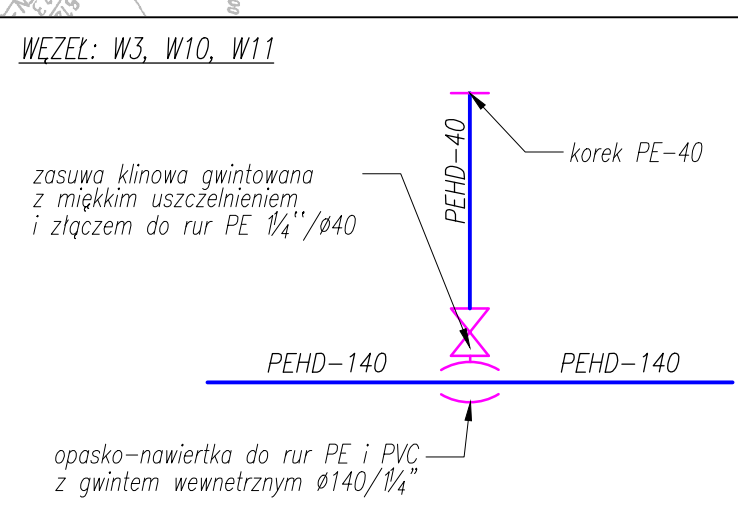 WĘZEŁ: W3, W10, W11
korek PE-40
PEHD-40
zasuwa klinowa gwintowana
z miękkim uszczelnieniem
i złączem do rur PE 1¼"/ø40
PEHD-140
PEHD-140
opasko-nawiertka do rur PE i PVC
z gwintem wewnetrznym ø140/1¼"